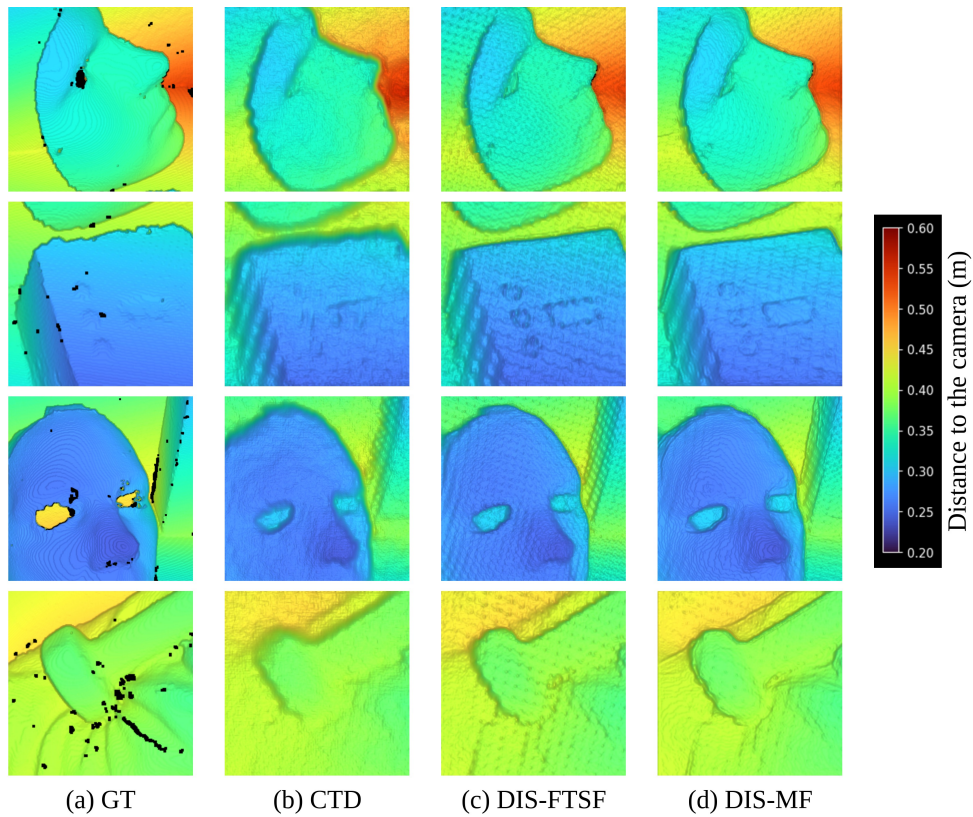 0.60
0.55
0.50
0.45
0.40
0.35
0.30
0.25
0.20
Distance to the camera (m)
(a) GT
(b) CTD
(c) DIS-FTSF
(d) DIS-MF